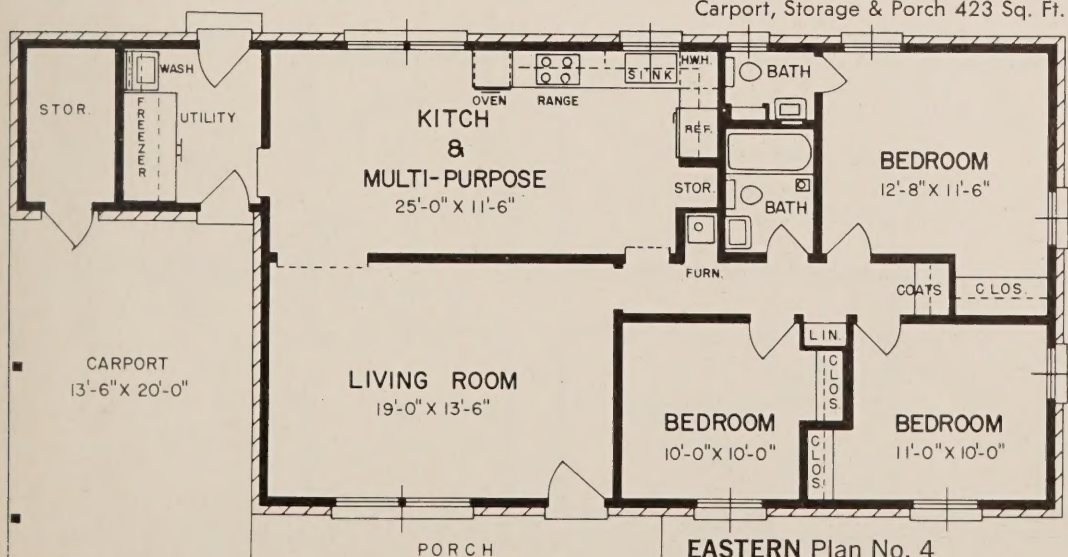 Carport, Storage & Porch 423 Sq. Ft.
STOR.
WASH
FREEZER
UTILITY
KITCH
&
MULTI-PURPOSE
25'-0" X 11'-6"
OVEN
RANGE
SINK
HWH.
REF.
STOR.
FURN.
BATH
BATH
BEDROOM
12'-8" X 11'-6"
COATS
CLOS.
CARPORT
13'-6" X 20'-0"
LIVING ROOM
19'-0" X 13'-6"
LIN.
CLOS.
CLOS.
BEDROOM
10'-0" X 10'-0"
BEDROOM
11'-0" X 10'-0"
PORCH
EASTERN Plan No. 4